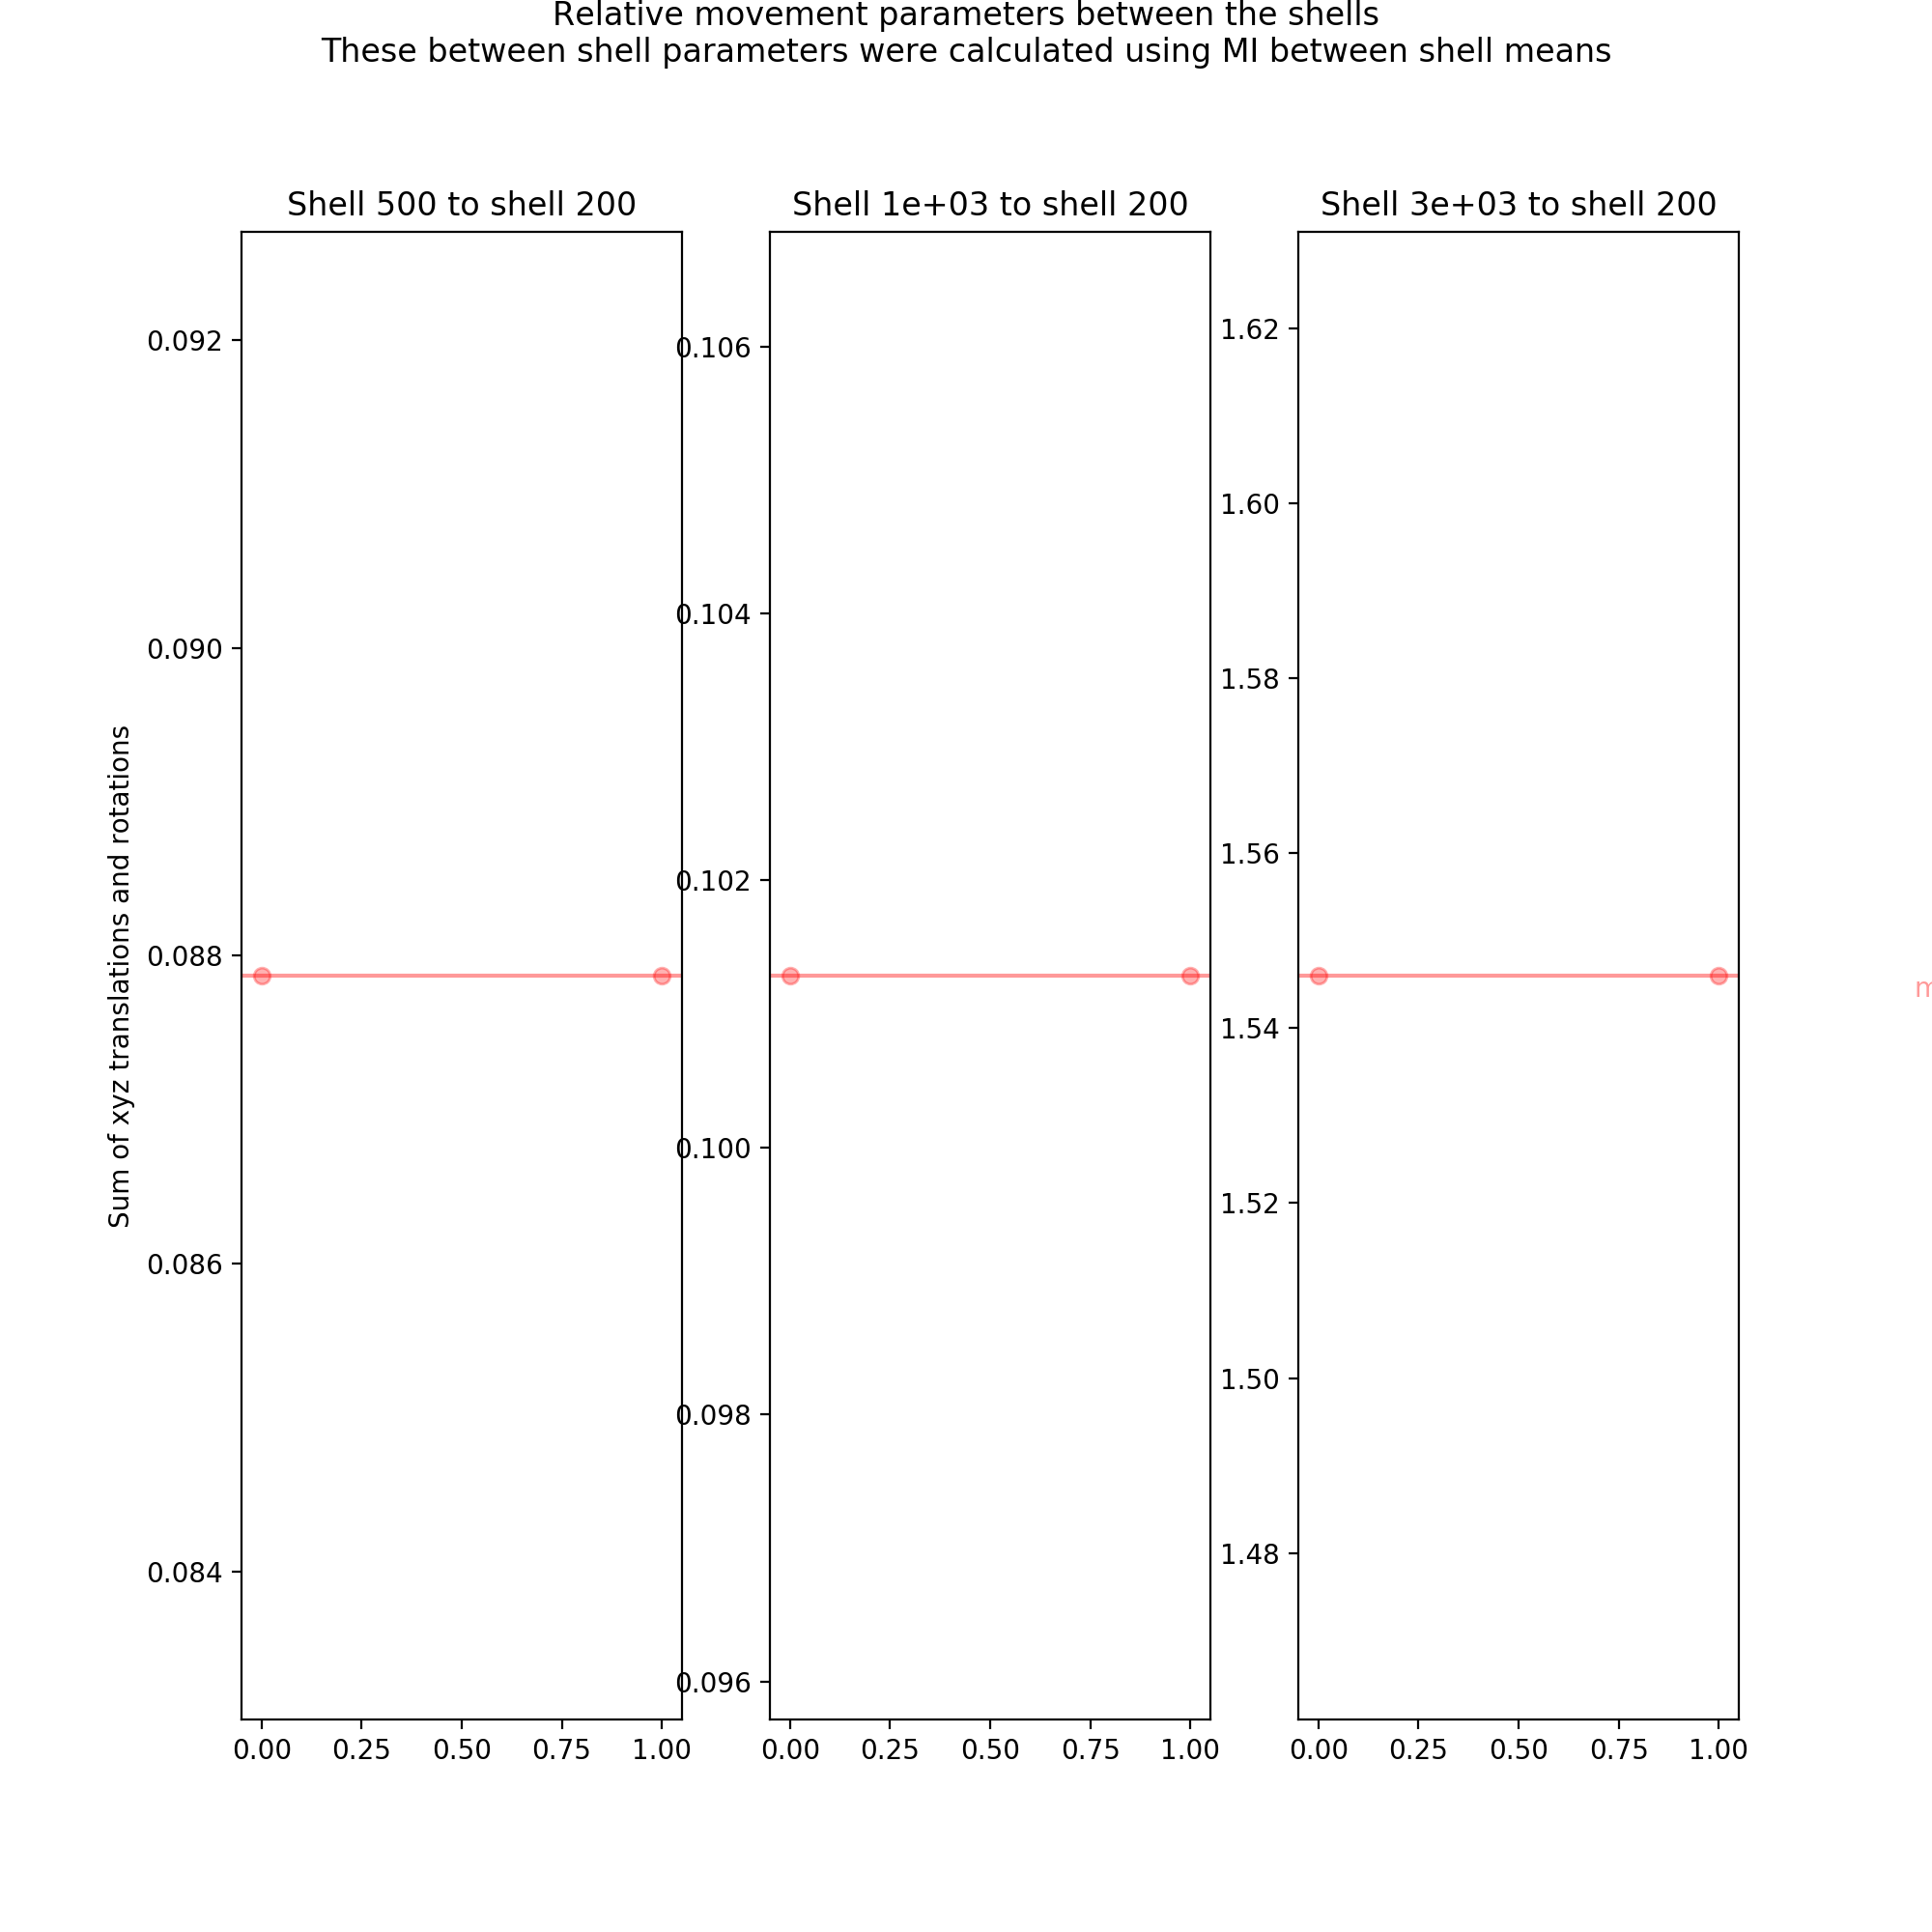 Relative movement parameters between the shells
These between shell parameters were calculated using MI between shell means
Shell 500 to shell 200
Shell 1e+03 to shell 200
Shell 3e+03 to shell 200
Sum of xyz translations and rotations
0.092
0.090
0.088
0.086
0.084
0.00 0.25 0.50 0.75 1.00
0.106
0.104
0.102
0.100
0.098
0.096
0.00 0.25 0.50 0.75 1.00
1.62
1.60
1.58
1.56
1.54
1.52
1.50
1.48
0.00 0.25 0.50 0.75 1.00